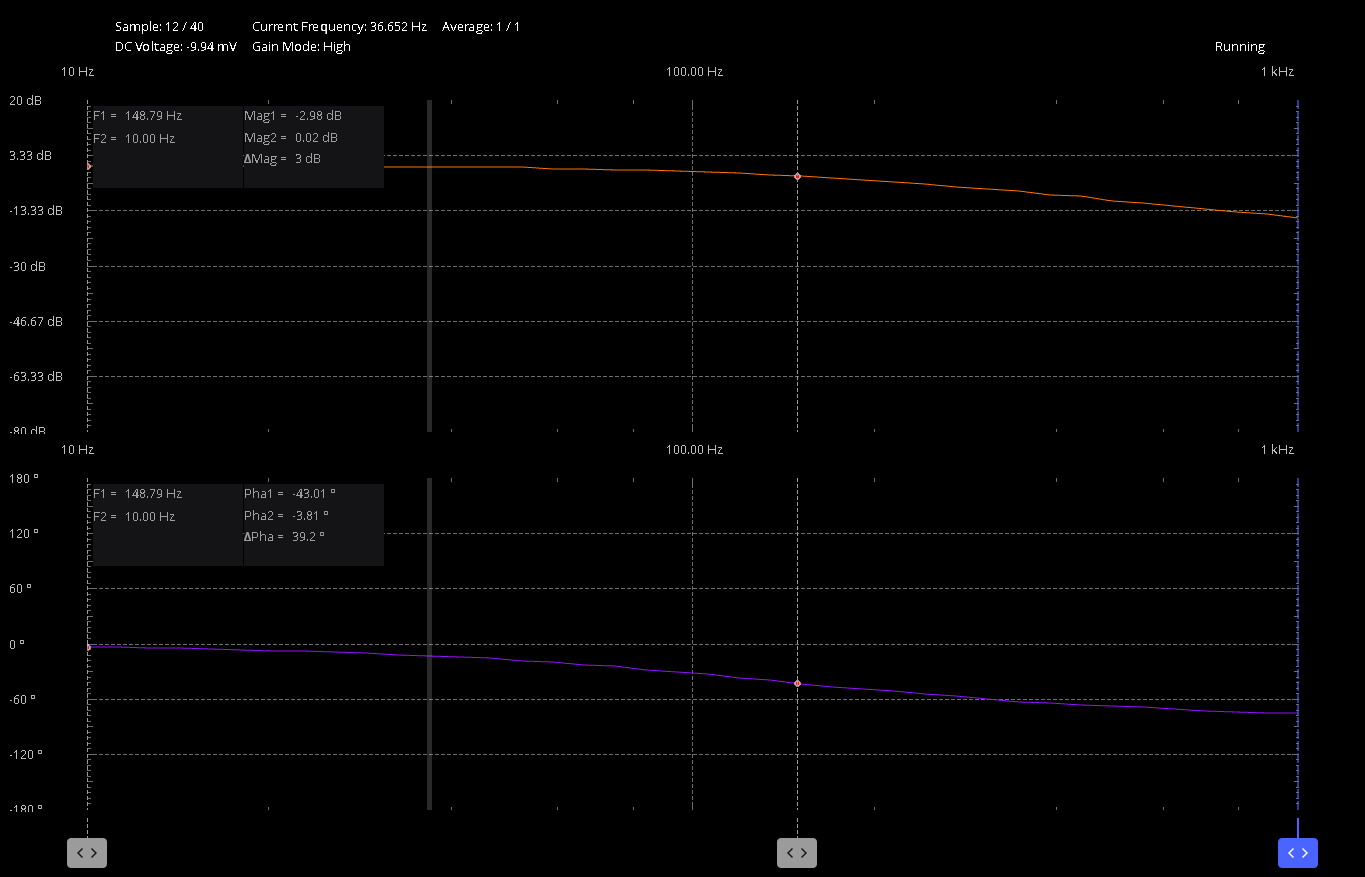 Sample: 12 / 40 Current Frequency: 36.652 Hz Average: 1 / 1
DC Voltage: -9.94 mV Gain Mode: High Running
10 Hz 100.00 Hz 1 kHz
20 dB
F1 = 148.79 Hz Mag1 = -2.98 dB
F2 = 10.00 Hz Mag2 = 0.02 dB
3.33 dB ΔMag = 3 dB
-13.33 dB
-30 dB
-46.67 dB
-63.33 dB
-80 dB
10 Hz 100.00 Hz 1 kHz
180 °
F1 = 148.79 Hz Pha1 = -43.01 °
F2 = 10.00 Hz Pha2 = -3.81 °
120 ° ΔPha = 39.2 °
60 °
0 °
-60 °
-120 °
-180 °